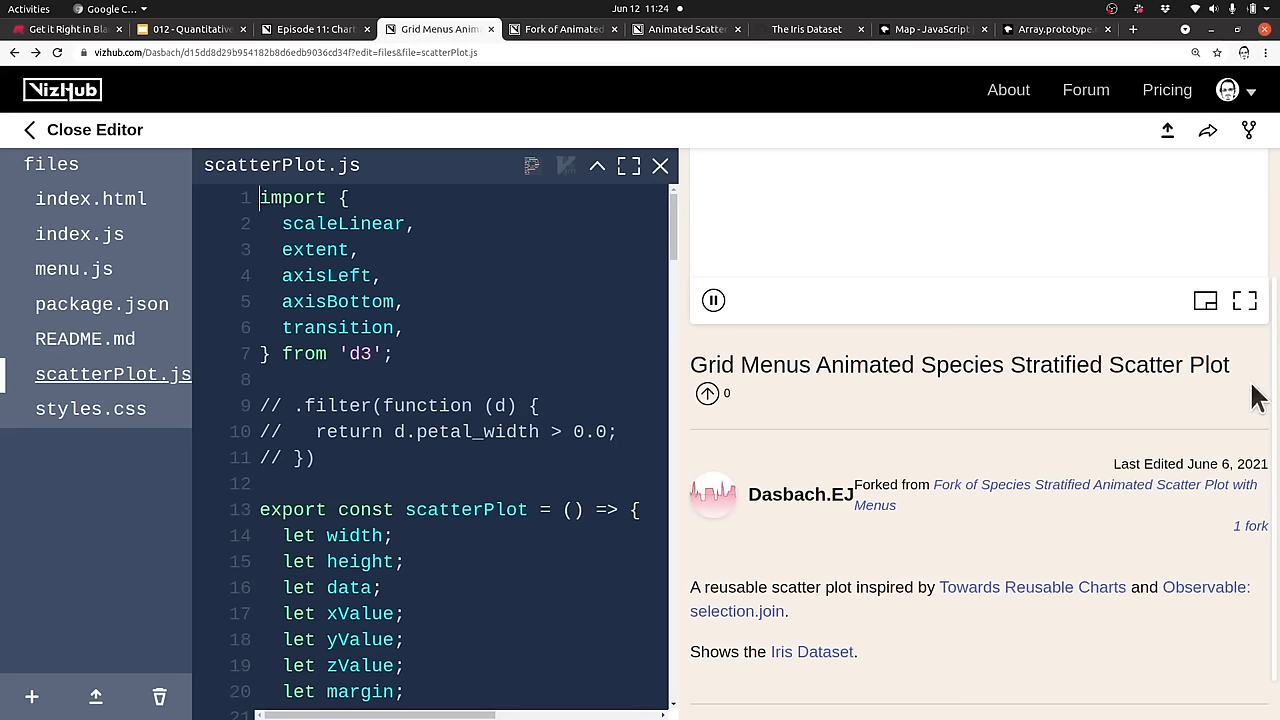 Activities
Google C...
Jun 12 11:24
Get it Right in Bla
012 - Quantitative
Episode 11: Chart
Grid Menus Anim
Fork of Animated
Animated Scatter
The Iris Dataset
Map - JavaScript
Array.prototype.r
vizhub.com/Dasbach/d15dd8d29b954182b8d6edb9036cd34f?edit=files&file=scatterPlot.js
VizHub
About
Forum
Pricing
Close Editor
files
index.html
index.js
menu.js
package.json
README.md
scatterPlot.js
styles.css
scatterPlot.js
1 import {
2 scaleLinear,
3 extent,
4 axisLeft,
5 axisBottom,
6 transition,
7 } from 'd3';
8
9 // .filter(function (d) {
10 //   return d.petal_width > 0.0;
11 // })
12
13 export const scatterPlot = () => {
14 let width;
15 let height;
16 let data;
17 let xValue;
18 let yValue;
19 let zValue;
20 let margin;
21
Grid Menus Animated Species Stratified Scatter Plot
0
Last Edited June 6, 2021
Dasbach.EJ
Forked from Fork of Species Stratified Animated Scatter Plot with
Menus
1 fork
A reusable scatter plot inspired by Towards Reusable Charts and Observable:
selection.join.
Shows the Iris Dataset.